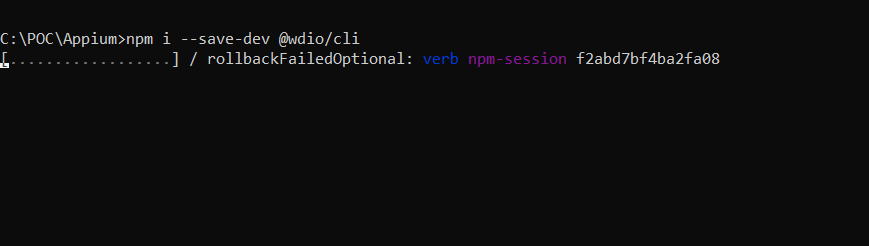 C:\POC\Appium>npm i --save-dev @wdio/cli
[..................] / rollbackFailedOptional: verb npm-session f2abd7bf4ba2fa08